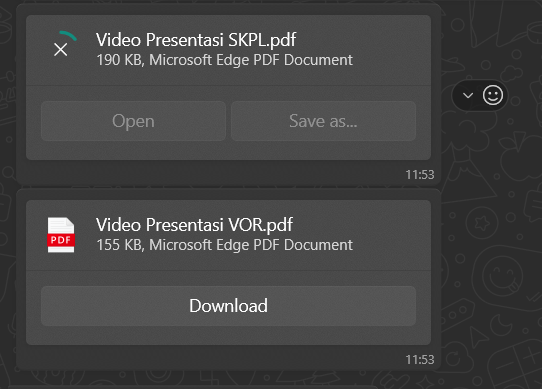 Video Presentasi SKPL.pdf
190 KB, Microsoft Edge PDF Document
Open
Save as...
11:53
Video Presentasi VOR.pdf
PDF
155 KB, Microsoft Edge PDF Document
Download
11:53